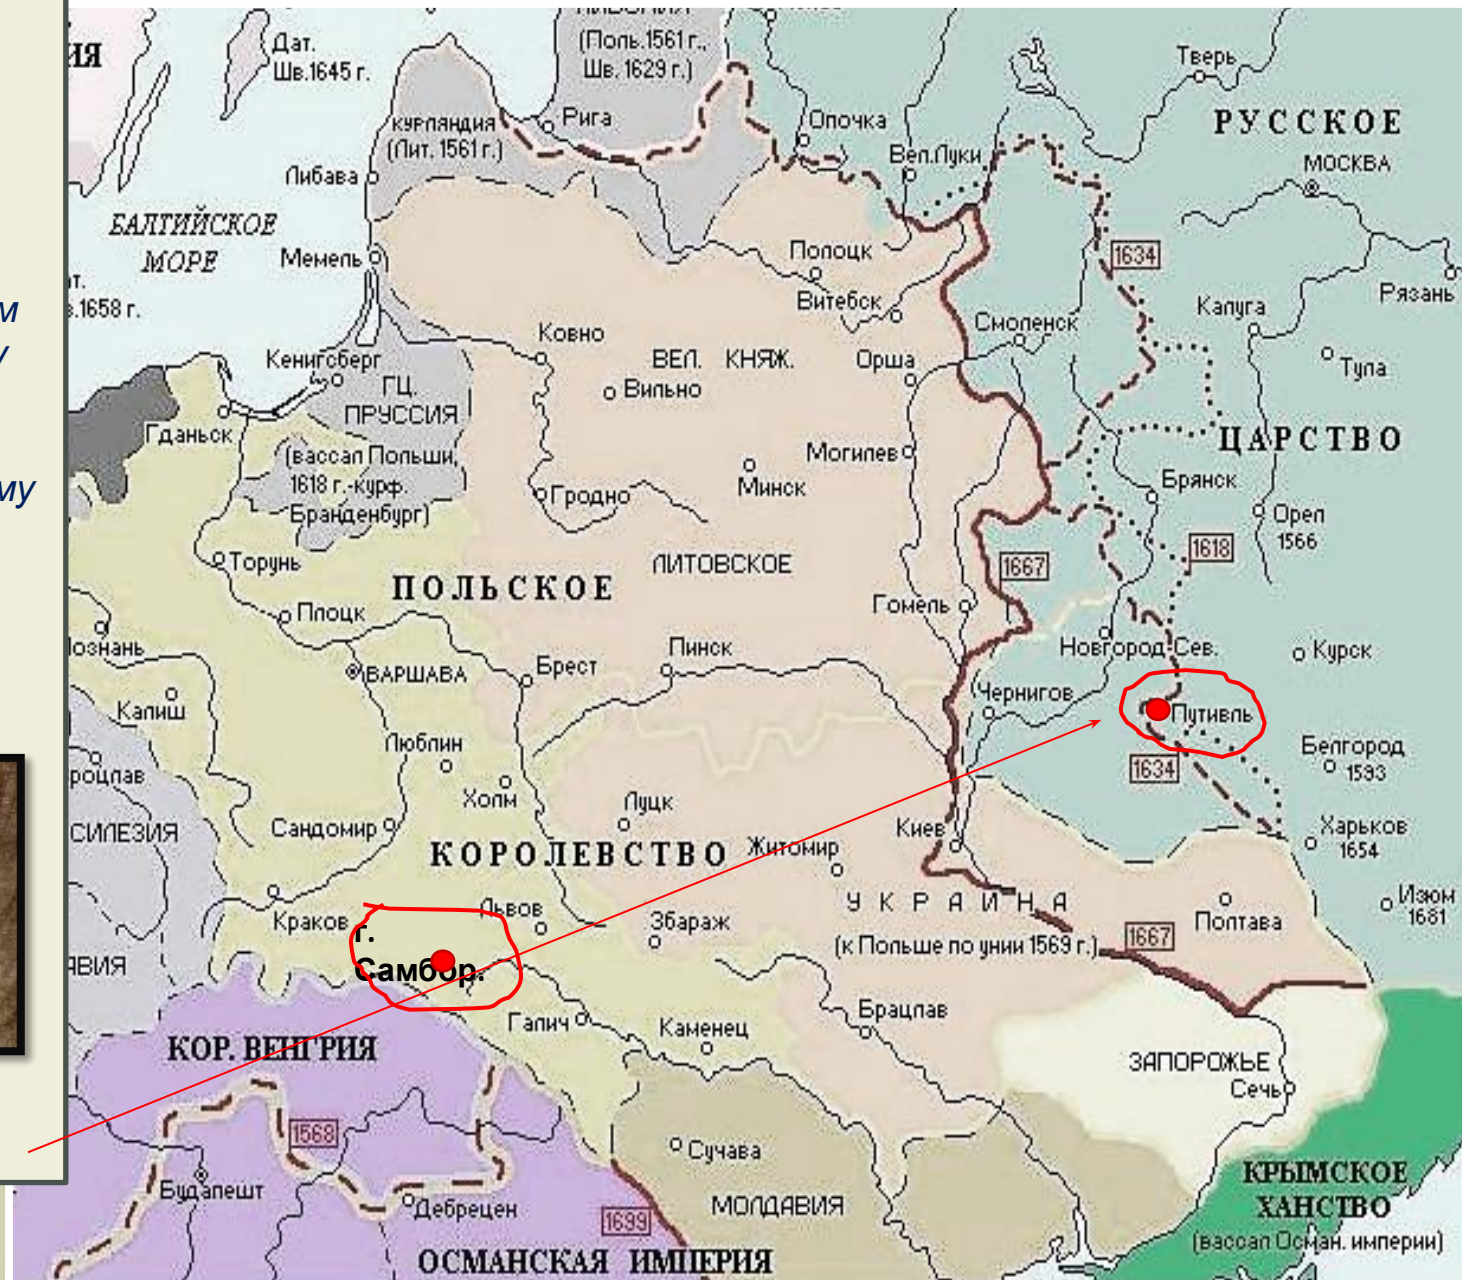 Дат.
Шв.1645 г.
(Поль.1561 г.,
Шв. 1629 г.)
Тверь
КУРЛЯНДИЯ
(Лит. 1561 г.)
Рига
Опочка
Вел.Луки
РУССКОЕ
МОСКВА
Либава
БАЛТИЙСКОЕ
МОРЕ
Мемель
Полоцк
Витебск
1634
Рязань
Калуга
.1658 г.
Смоленск
Ковно
Кенигсберг
ВЕЛ. КНЯЖ.
Орша
Тула
ГЦ.
ПРУССИЯ
Вильно
Гданьск
(вассал Польши,
1618 г.-курф.
Бранденбург)
ЦАРСТВО
Могилев
Минск
Гродно
Брянск
Орел
1566
1618
Торунь
ПОЛЬСКОЕ
ЛИТОВСКОЕ
1667
Гомель
Плоцк
ВАРШАВА
Брест
Пинск
Новгород-Сев.
Курск
Калиш
Чернигов
Путивль
Люблин
Холм
1634
Белгород
1593
СИЛЕЗИЯ
Сандомир
Луцк
КОРОЛЕВСТВО
Житомир
Киев
Харьков
1654
Краков
Львов
Збараж
г.
Самбор.
УКРАИНА
(к Польше по унии 1569 г.)
1667
Полтава
Изюм
1681
Галич
Каменец
Брацлав
КОР. ВЕНГРИЯ
ЗАПОРОЖЬЕ
Сечь
1568
Сучава
Будапешт
Дебрецен
1699
МОЛДАВИЯ
КРЫМСКОЕ
ХАНСТВО
(вассал Осман. империи)
ОСМАНСКАЯ ИМПЕРИЯ